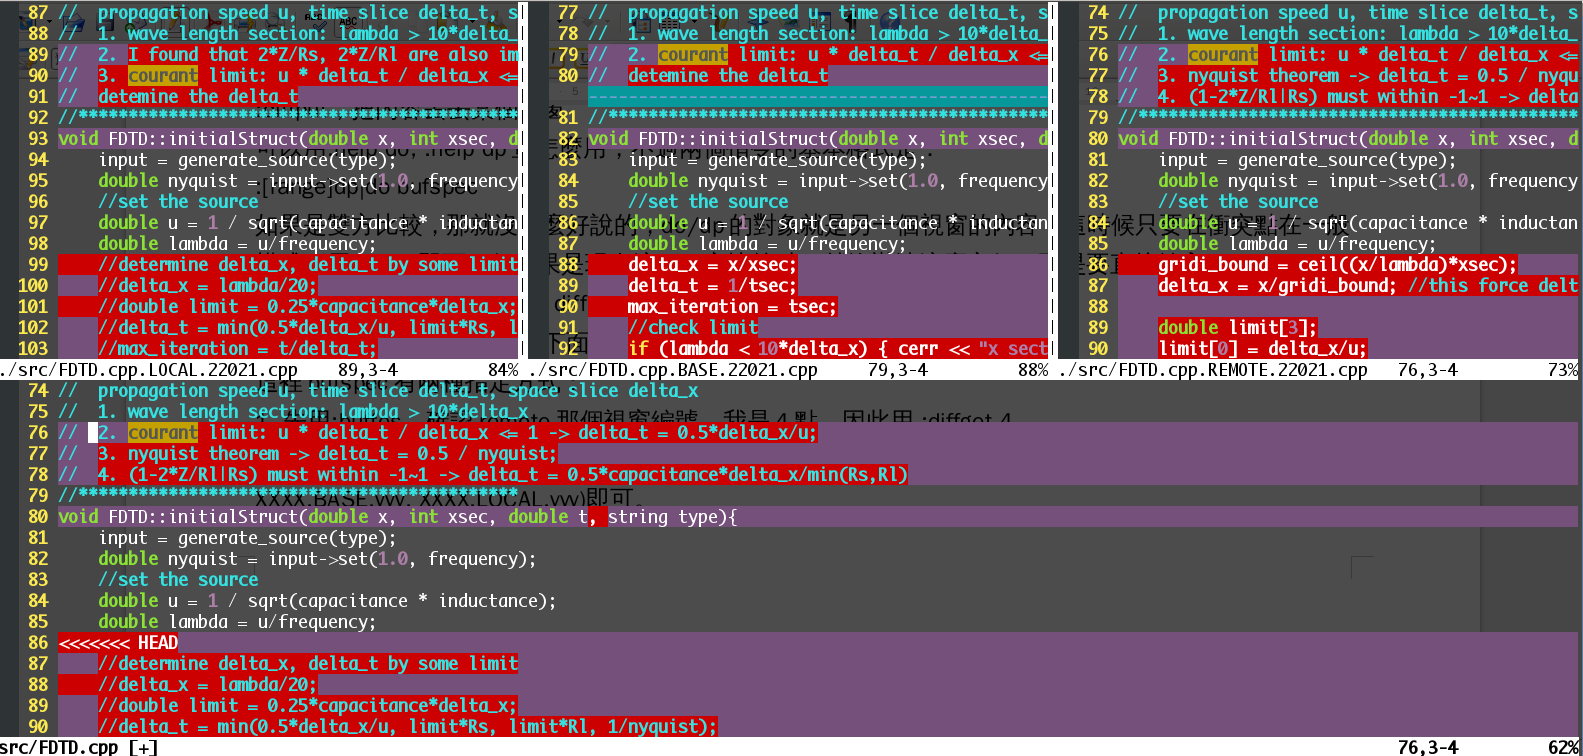 87 //  propagation speed u, time slice delta_t, s
88 //  1. wave length section: lambda > 10*delta_
89 //  2. I found that 2*Z/Rs, 2*Z/Rl are also im
90 //  3. courant limit: u * delta_t / delta_x <=
91 //  detemine the delta_t
92 //********************************************
93 void FDTD::initialStruct(double x, int xsec, d
94     input = generate_source(type);
95     double nyquist = input->set(1.0, frequency
96     //set the source
97     double u = 1 / sqrt(capacitance * inductan
98     double lambda = u/frequency;
99     //determine delta_x, delta_t by some limit
100     //delta_x = lambda/20;
101     //double limit = 0.25*capacitance*delta_x;
102     //delta_t = min(0.5*delta_x/u, limit*Rs, l
103     //max_iteration = t/delta_t;
./src/FDTD.cpp.LOCAL.22021.cpp 89,3-4 84%
77 //  propagation speed u, time slice delta_t, s
78 //  1. wave length section: lambda > 10*delta_
79 //  2. courant limit: u * delta_t / delta_x <=
80 //  detemine the delta_t
----------------------------------------------
81 //********************************************
82 void FDTD::initialStruct(double x, int xsec, d
83     input = generate_source(type);
84     double nyquist = input->set(1.0, frequency
85     //set the source
86     double u = 1 / sqrt(capacitance * inductan
87     double lambda = u/frequency;
88     delta_x = x/xsec;
89     delta_t = 1/tsec;
90     max_iteration = tsec;
91     //check limit
92     if (lambda < 10*delta_x) { cerr << "x sect
./src/FDTD.cpp.BASE.22021.cpp 79,3-4 88%
74 //  propagation speed u, time slice delta_t, s
75 //  1. wave length section: lambda > 10*delta_
76 //  2. courant limit: u * delta_t / delta_x <=
77 //  3. nyquist theorem -> delta_t = 0.5 / nyqu
78 //  4. (1-2*Z/Rl|Rs) must within -1~1 -> delta
79 //********************************************
80 void FDTD::initialStruct(double x, int xsec, d
81     input = generate_source(type);
82     double nyquist = input->set(1.0, frequency
83     //set the source
84     double u = 1 / sqrt(capacitance * inductan
85     double lambda = u/frequency;
86     gridi_bound = ceil((x/lambda)*xsec);
87     delta_x = x/gridi_bound; //this force delt
88
89     double limit[3];
90     limit[0] = delta_x/u;
./src/FDTD.cpp.REMOTE.22021.cpp 76,3-4 73%
74 //  propagation speed u, time slice delta_t, space slice delta_x
75 //  1. wave length section: lambda > 10*delta_x
76 //  2. courant limit: u * delta_t / delta_x <= 1 -> delta_t = 0.5*delta_x/u;
77 //  3. nyquist theorem -> delta_t = 0.5 / nyquist;
78 //  4. (1-2*Z/Rl|Rs) must within -1~1 -> delta_t = 0.5*capacitance*delta_x/min(Rs,Rl)
79 //********************************************
80 void FDTD::initialStruct(double x, int xsec, double t, string type){
81     input = generate_source(type);
82     double nyquist = input->set(1.0, frequency);
83     //set the source
84     double u = 1 / sqrt(capacitance * inductance);
85     double lambda = u/frequency;
86 <<<<<<< HEAD
87     //determine delta_x, delta_t by some limit
88     //delta_x = lambda/20;
89     //double limit = 0.25*capacitance*delta_x;
90     //delta_t = min(0.5*delta_x/u, limit*Rs, limit*Rl, 1/nyquist);
src/FDTD.cpp [+] 76,3-4 62%